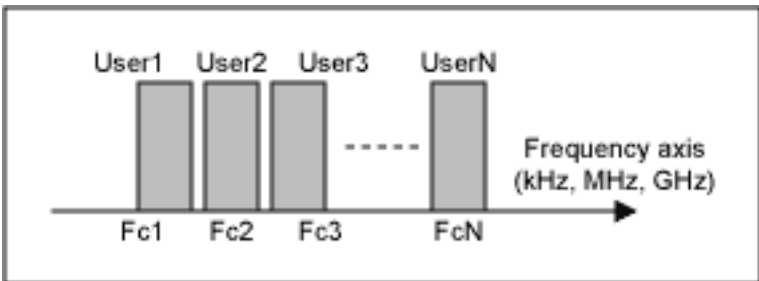 User1 User2 User3 UserN
Frequency axis
(kHz, MHz, GHz)
Fc1 Fc2 Fc3 FcN